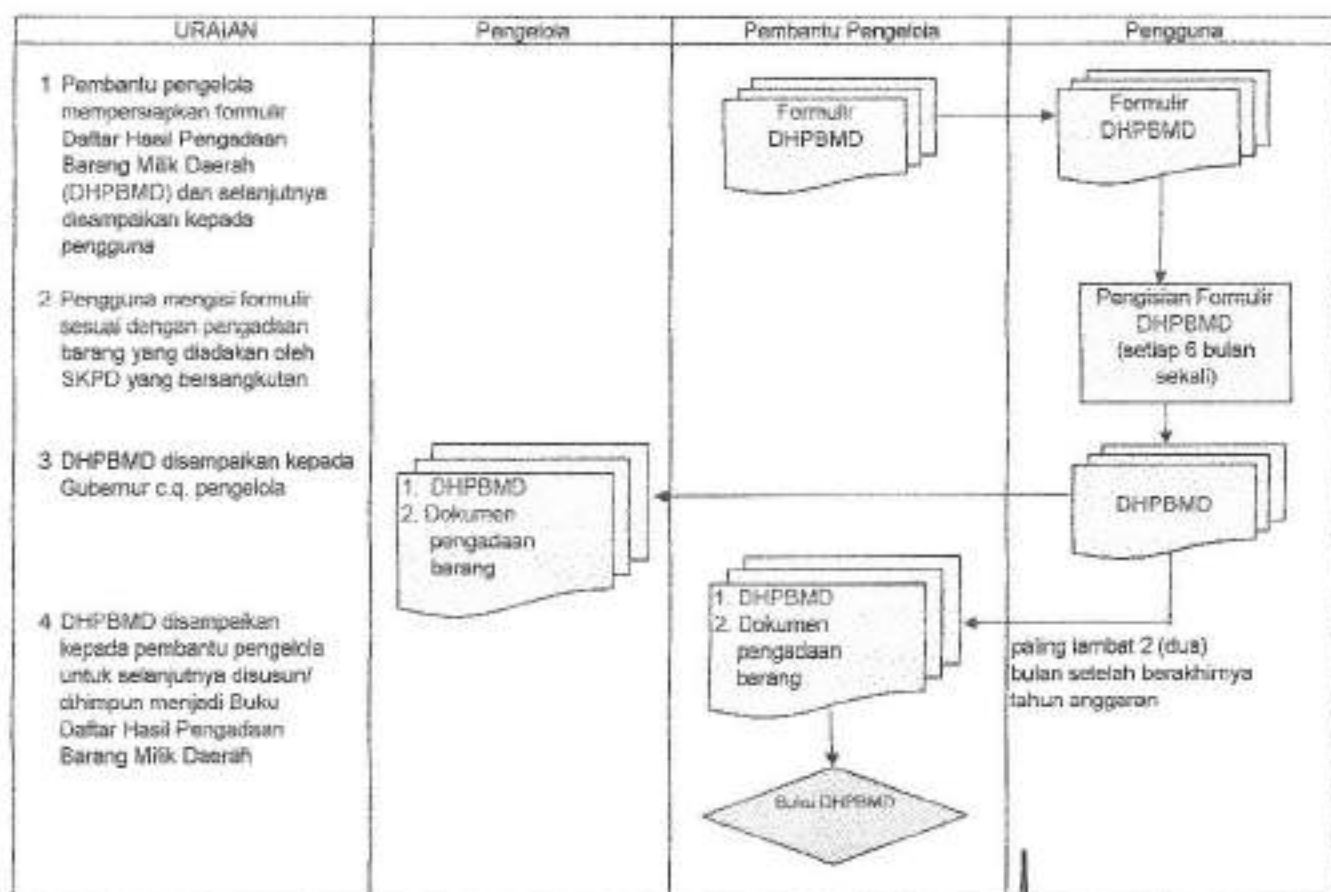 URAIAN
Pengelola
Pembantu Pengelola
Pengguna
1 Pembantu pengelola
mempersiapkan formulir
Daftar Hasil Pengadaan
Barang Milik Daerah
(DHPBMD) dan selanjutnya
disampaikan kepada
pengguna
Formulir
DHPBMD
Formulir
DHPBMD
2 Pengguna mengisi formulir
sesuai dengan pengadaan
barang yang diadakan oleh
SKPD yang bersangkutan
Pengisian Formulir
DHPBMD
(setiap 6 bulan
sekali)
3 DHPBMD disampaikan kepada
Gubernur c.q. pengelola
1. DHPBMD
2. Dokumen
pengadaan
barang
DHPBMD
4 DHPBMD disampaikan
kepada pembantu pengelola
untuk selanjutnya disusun/
dihimpun menjadi Buku
Daftar Hasil Pengadaan
Barang Milik Daerah
1. DHPBMD
2. Dokumen
pengadaan
barang
paling lambat 2 (dua)
bulan setelah berakhirnya
tahun anggaran
Buku DHPBMD